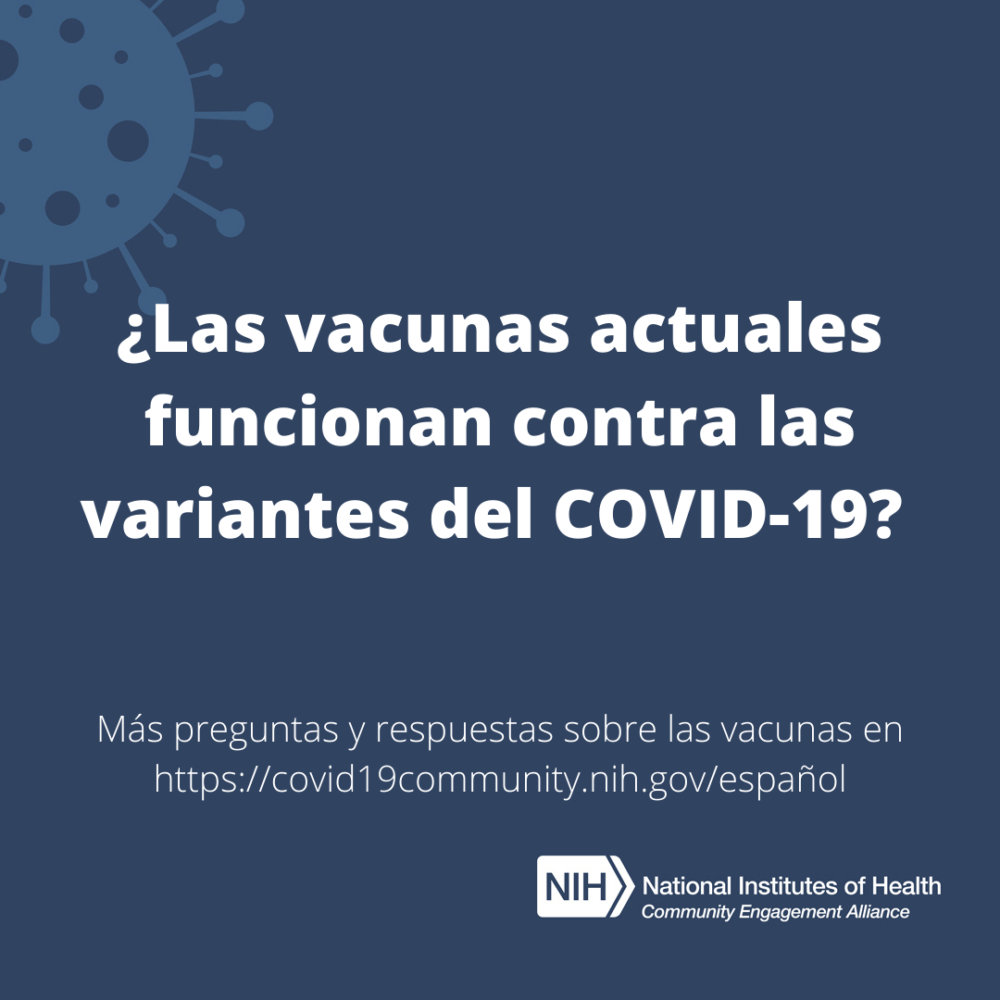 ¿Las vacunas actuales
funcionan contra las
variantes del COVID-19?
Más preguntas y respuestas sobre las vacunas en
https://covid19community.nih.gov/español
NIH National Institutes of Health
Community Engagement Alliance